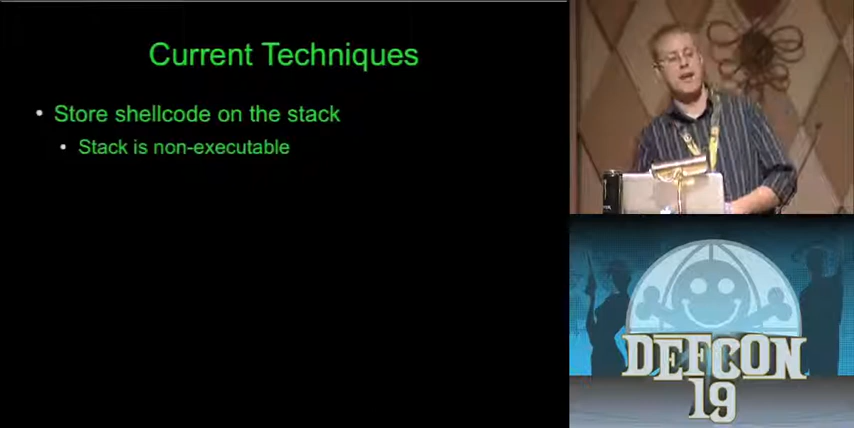 Current Techniques
• Store shellcode on the stack
• Stack is non-executable
DEFCON
19